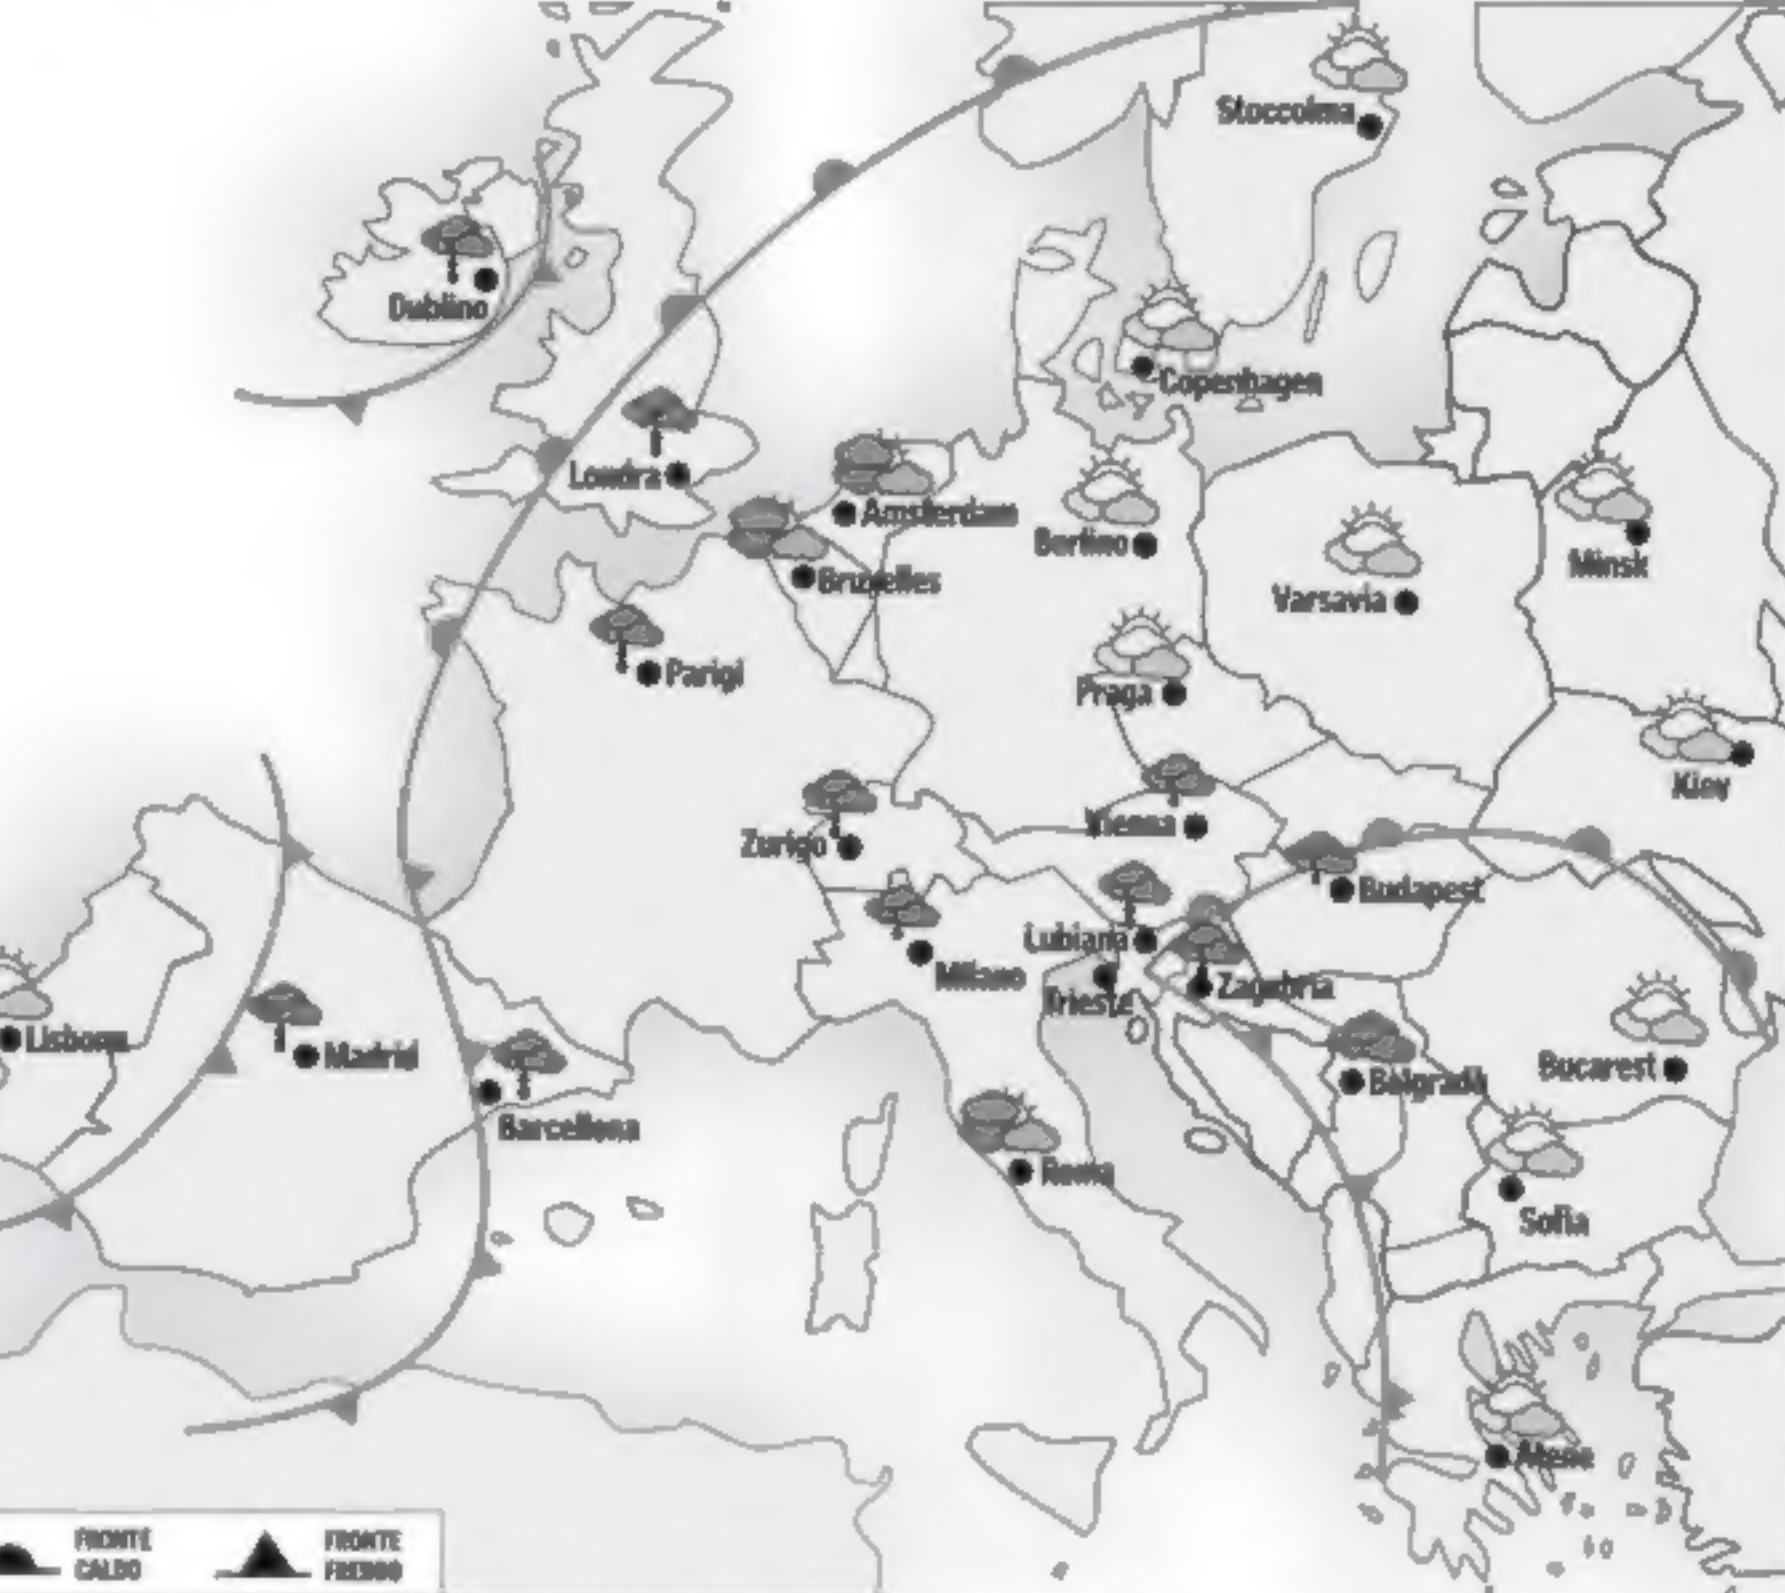 Stoccolma
Dublino
Copenhagen
Londra
Amsterdam
Berlino
Minsk
Bruxelles
Varsavia
Parigi
Praga
Kiev
Vienna
Zurigo
Budapest
Lubiana
Milano
Zagabria
Trieste
Lisbona
Madrid
Bucarest
Belgrado
Barcellona
Roma
Sofia
Atene
FRONTE
CALDO
FRONTE
FREDDO